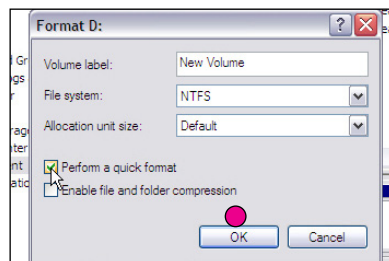 Format D:
Volume label: New Volume
File system: NTFS
Allocation unit size: Default
Perform a quick format
Enable file and folder compression
OK Cancel